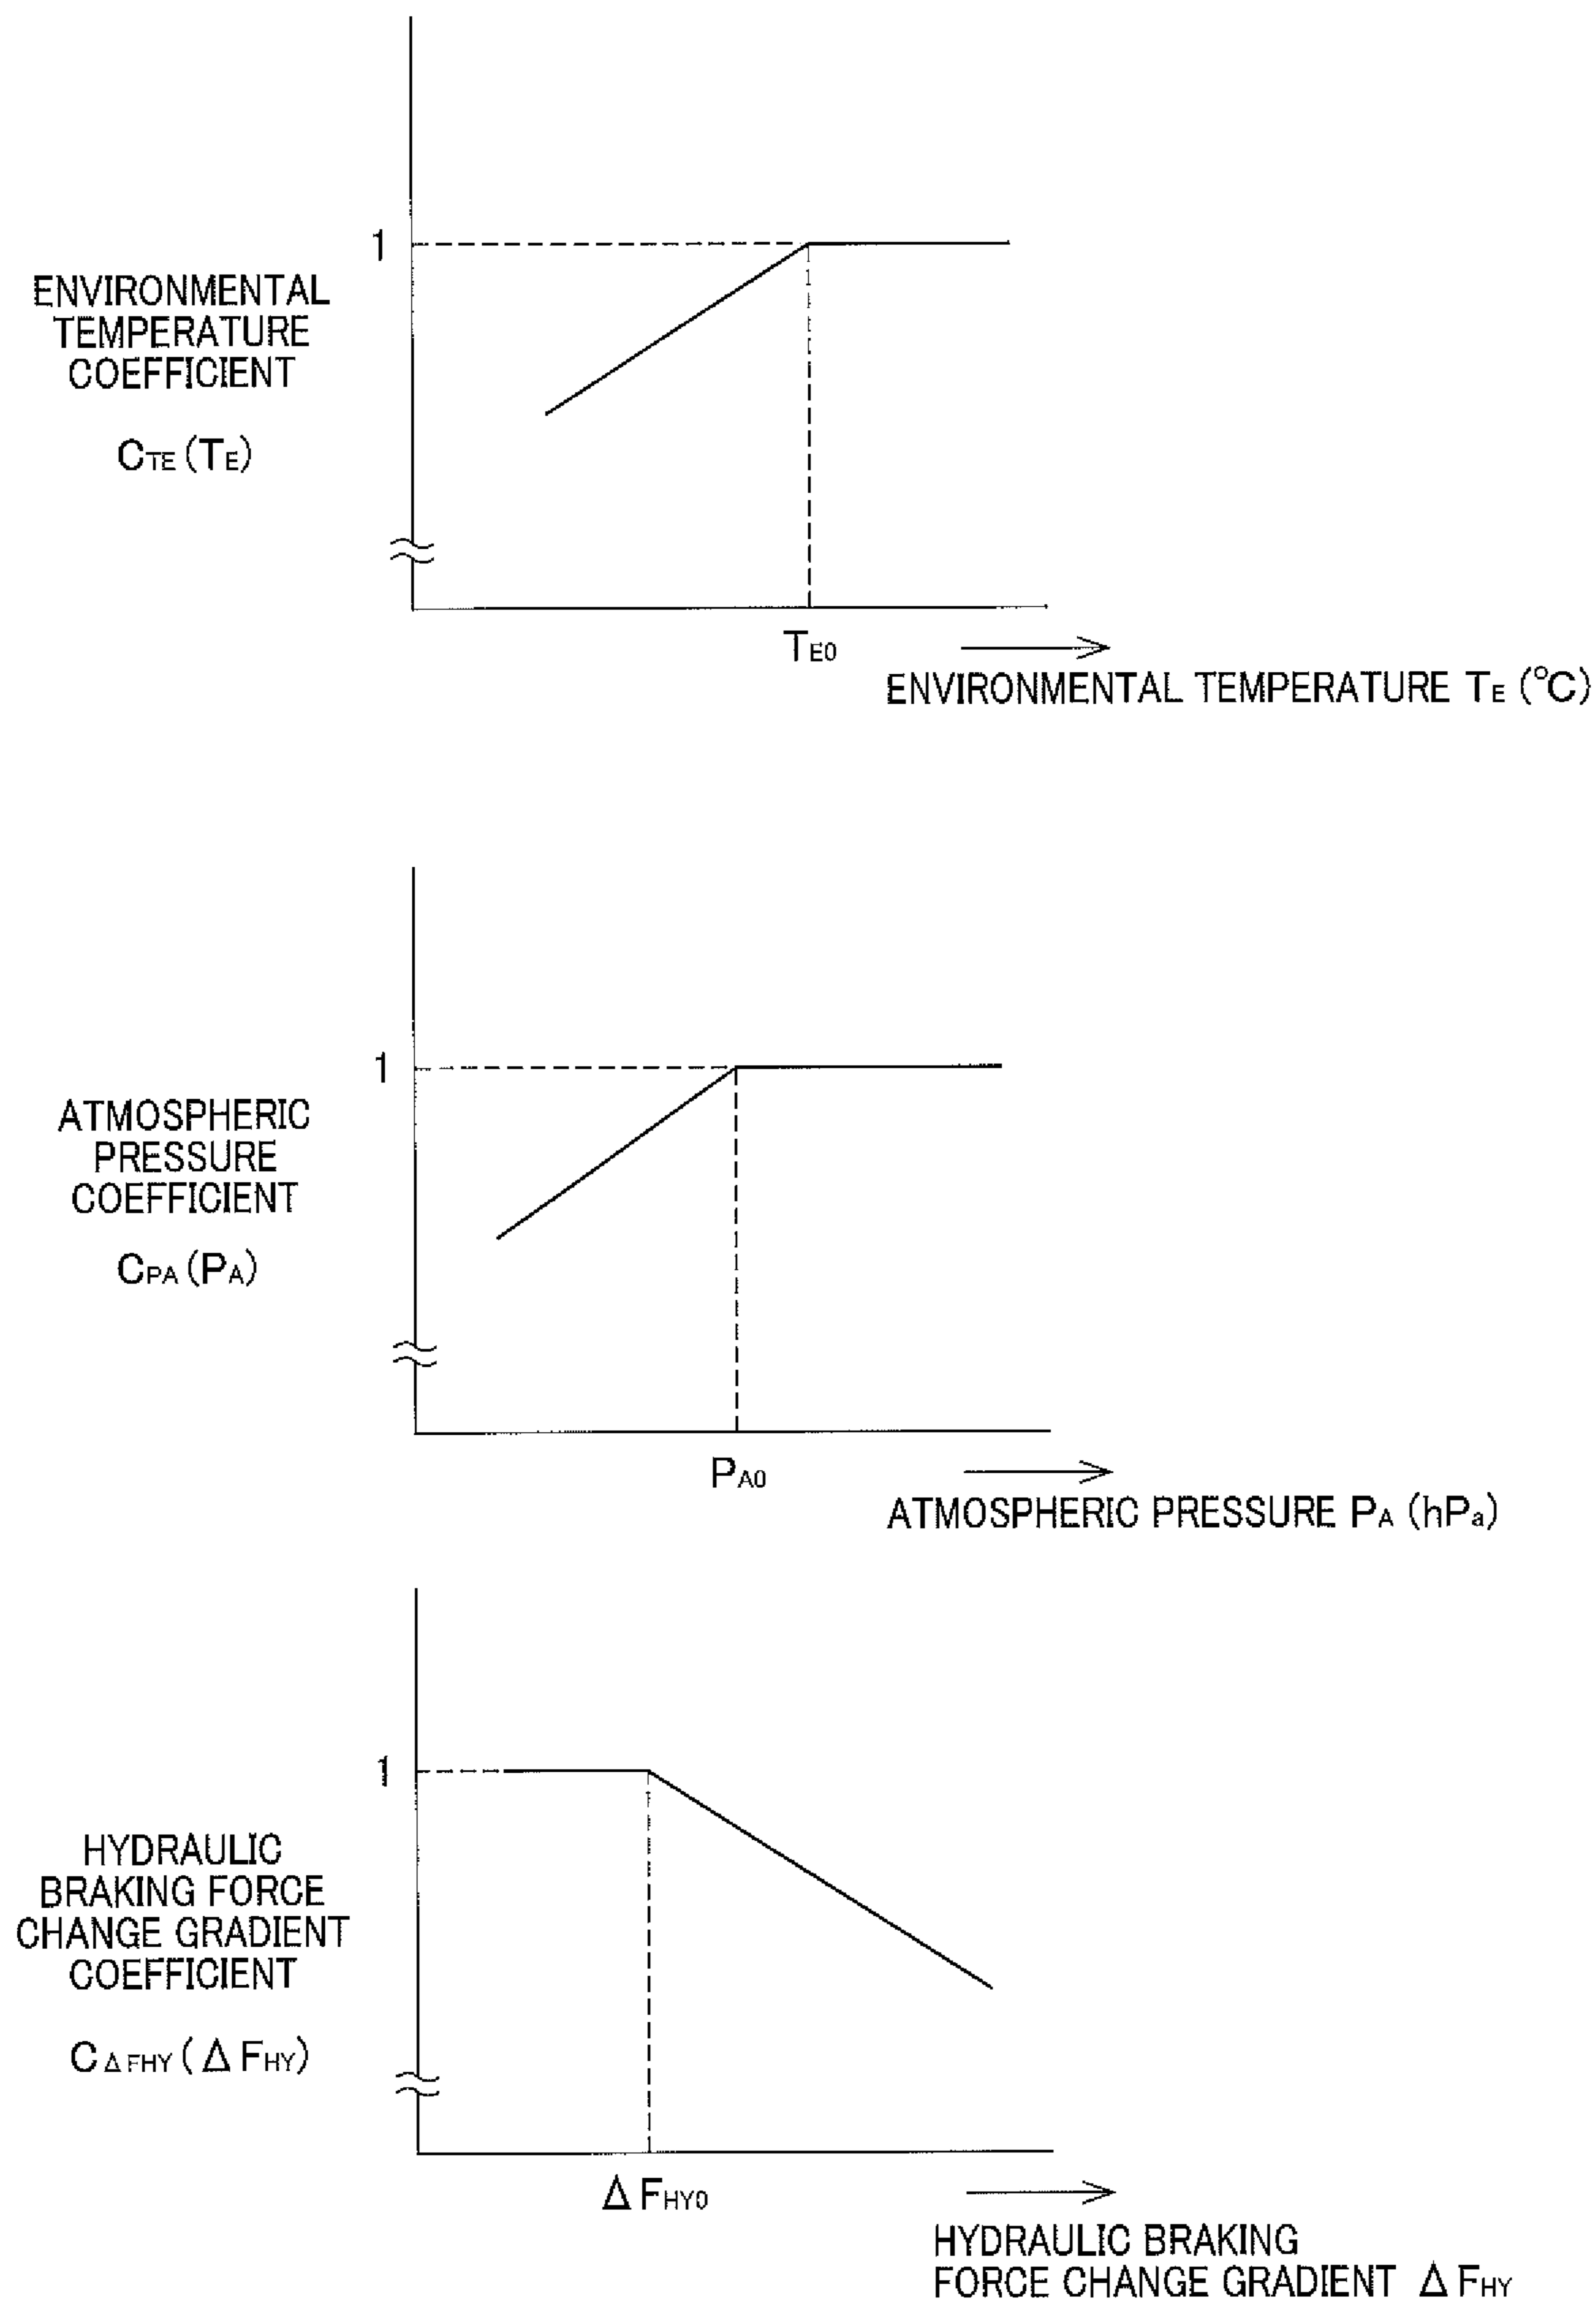 1
ENVIRONMENTAL
TEMPERATURE
COEFFICIENT
CTE (TE)
TE0
ENVIRONMENTAL TEMPERATURE TE (°C)
1
ATMOSPHERIC
PRESSURE
COEFFICIENT
CPA (PA)
PA0
ATMOSPHERIC PRESSURE PA (hPa)
1
HYDRAULIC
BRAKING FORCE
CHANGE GRADIENT
COEFFICIENT
CΔFHY (ΔFHY)
ΔFHY0
HYDRAULIC BRAKING
FORCE CHANGE GRADIENT ΔFHY